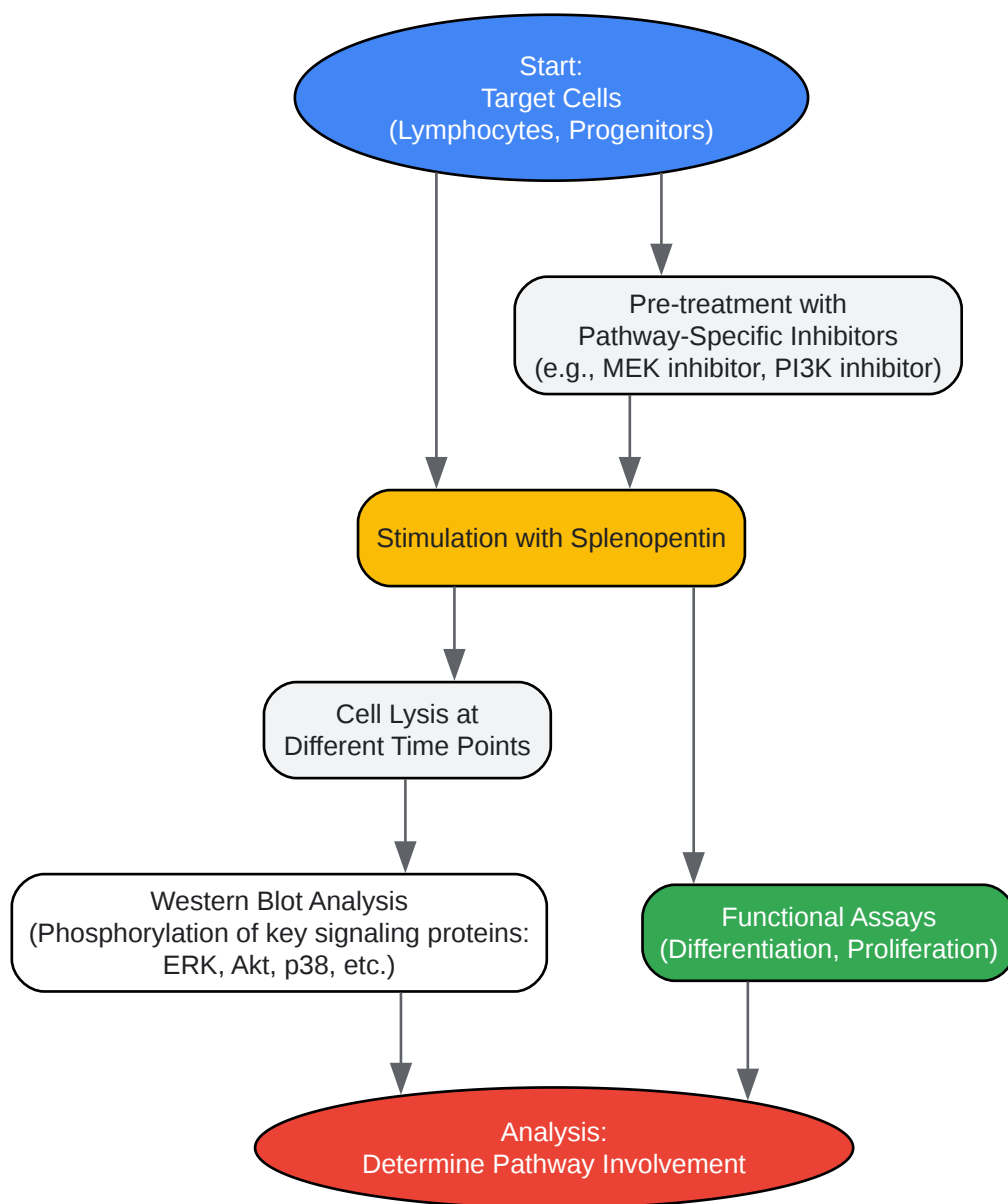 Start:
Target Cells
(Lymphocytes, Progenitors)
Pre-treatment with
Pathway-Specific Inhibitors
(e.g., MEK inhibitor, PI3K inhibitor)
Stimulation with Splenopentin
Cell Lysis at
Different Time Points
Western Blot Analysis
(Phosphorylation of key signaling proteins:
ERK, Akt, p38, etc.)
Functional Assays
(Differentiation, Proliferation)
Analysis:
Determine Pathway Involvement